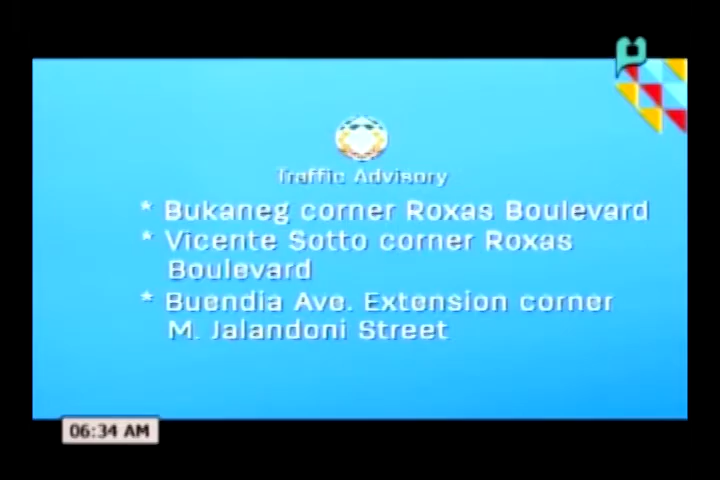 Traffic Advisory
* Bukaneg corner Roxas Boulevard
* Vicente Sotto corner Roxas
Boulevard
* Buendia Ave. Extension corner
M. Jalandoni Street
06:34 AM